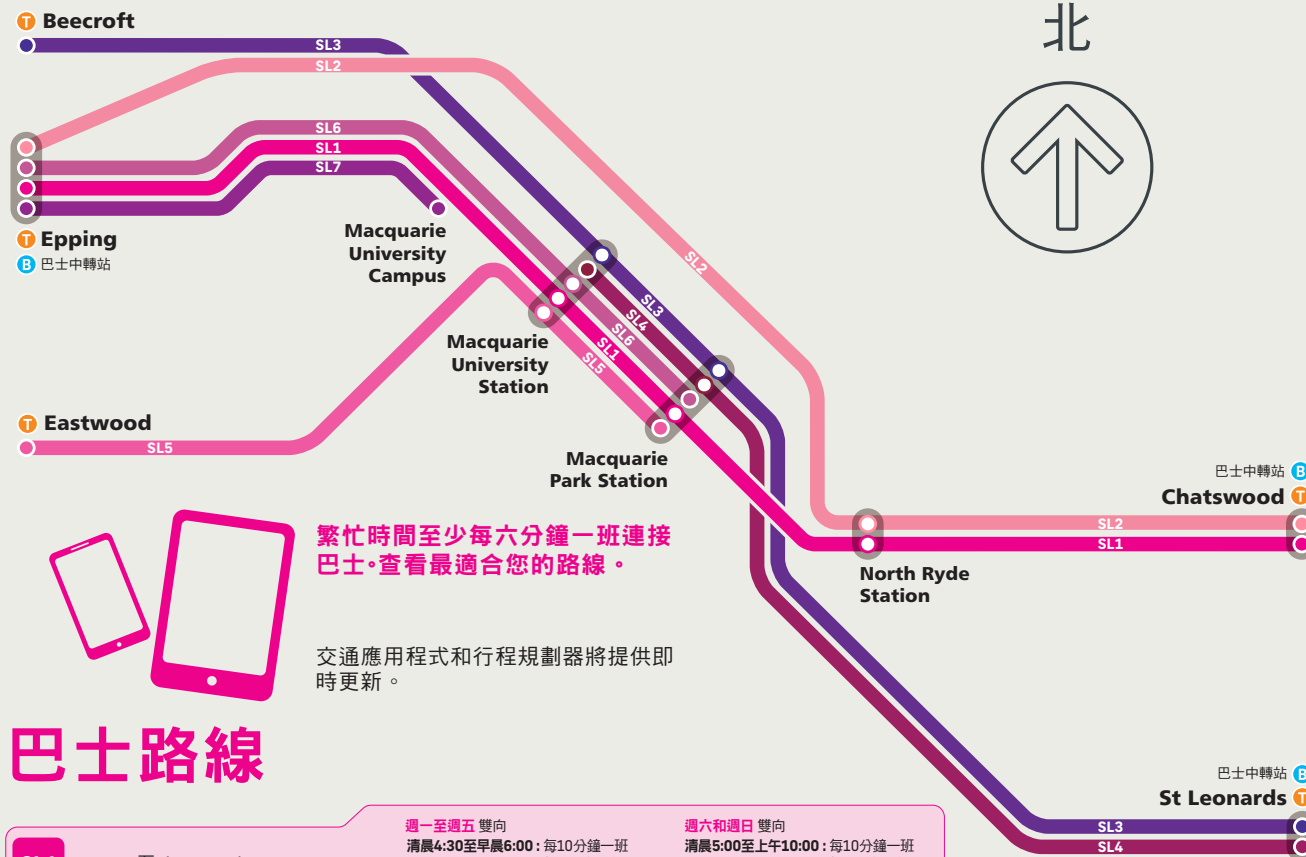 T Beecroft
北
SL3
SL2
SL6
SL1
SL7
T Epping
B 巴士中轉站
Macquarie
University
Campus
SL2
SL3
SL4
SL6
SL1
SL5
Macquarie
University
Station
T Eastwood
SL5
Macquarie
Park Station
巴士中轉站 B
Chatswood T
SL2
SL1
North Ryde
Station
繁忙時間至少每六分鐘一班連接
巴士。查看最適合您的路線。
交通應用程式和行程規劃器將提供即
時更新。
巴士路線
巴士中轉站 B
St Leonards T
SL3
SL4
週一至週五 雙向
清晨4:30至早晨6:00：每10分鐘一班
週六和週日 雙向
清晨5:00至上午10:00：每10分鐘一班